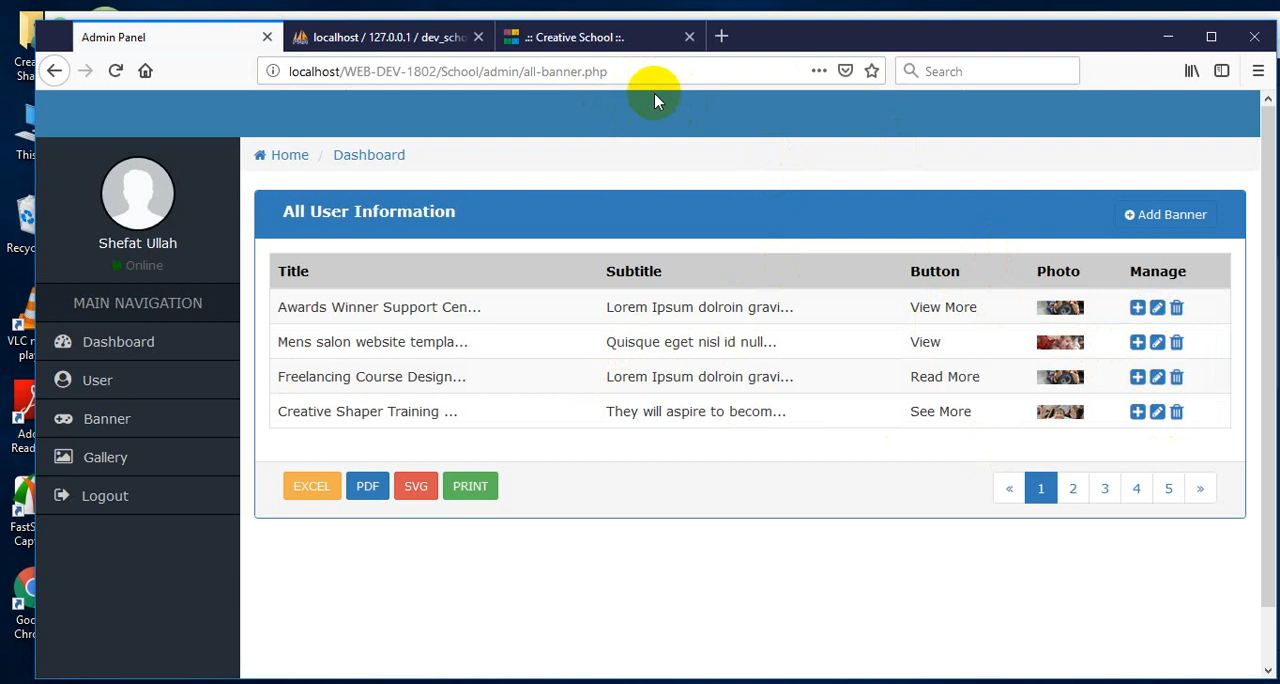 Admin Panel
localhost / 127.0.0.1 / dev_scho
.:: Creative School ::.
localhost/WEB-DEV-1802/School/admin/all-banner.php
Search
Home / Dashboard
Shefat Ullah
Online
MAIN NAVIGATION
Dashboard
User
Banner
Gallery
Logout
All User Information
Add Banner
Title Subtitle Button Photo Manage
Awards Winner Support Cen... Lorem Ipsum dolroin gravi... View More
Mens salon website templa... Quisque eget nisl id null... View
Freelancing Course Design... Lorem Ipsum dolroin gravi... Read More
Creative Shaper Training ... They will aspire to becom... See More
EXCEL PDF SVG PRINT
« 1 2 3 4 5 »